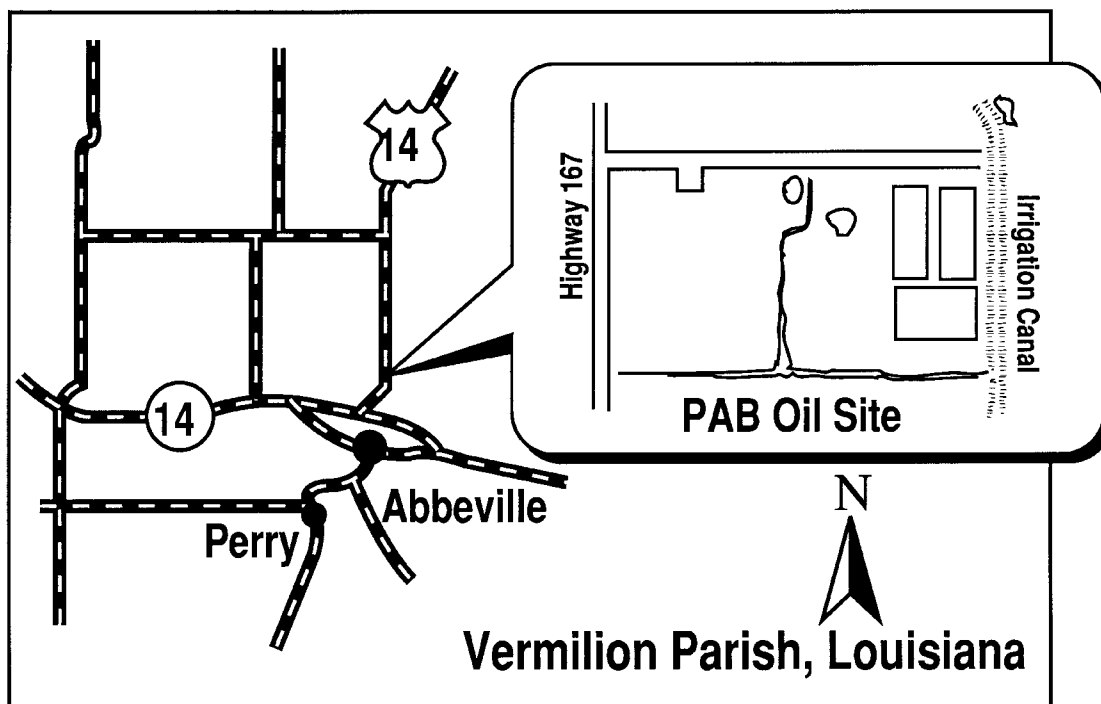 14
Highway 167
Irrigation Canal
PAB Oil Site
14
Abbeville
Perry
N
Vermilion Parish, Louisiana